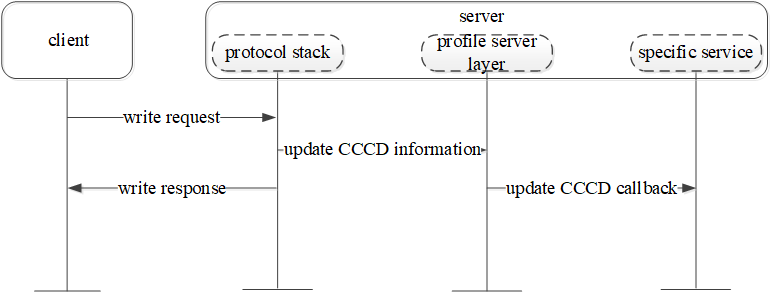 server
client
protocol stack
profile server
layer
specific service
write request
update CCCD information
write response
update CCCD callback